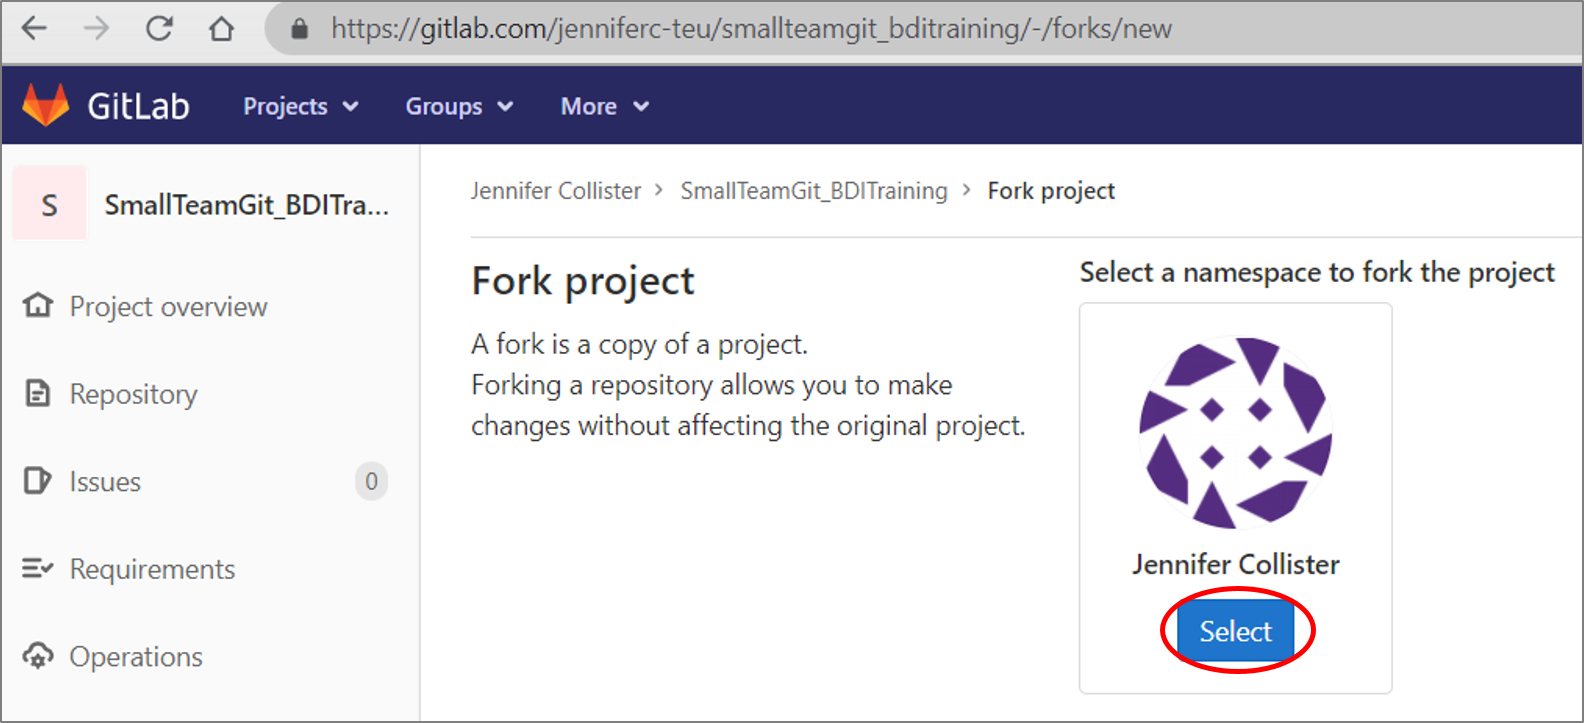 https://gitlab.com/jenniferc-teu/smallteamgit_bditraining/-/forks/new
GitLab Projects Groups More
S SmallTeamGit_BDITra...
Project overview
Repository
Issues 0
Requirements
Operations
Jennifer Collister > SmallTeamGit_BDITraining > Fork project
Fork project
A fork is a copy of a project.
Forking a repository allows you to make
changes without affecting the original project.
Select a namespace to fork the project
Jennifer Collister
Select